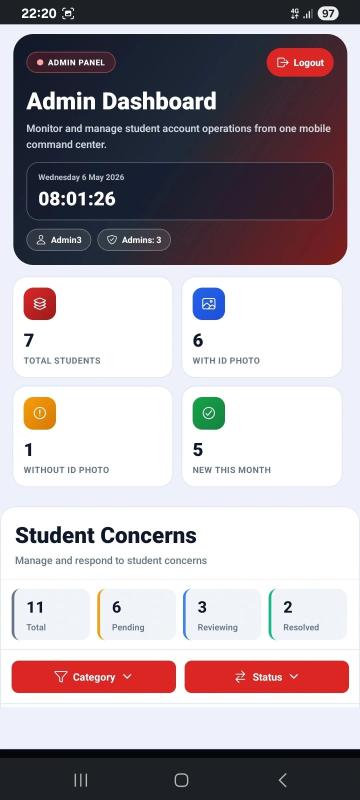 22:20
4G
97
ADMIN PANEL
Logout
Admin Dashboard
Monitor and manage student account operations from one mobile
command center.
Wednesday 6 May 2026
08:01:26
Admin3
Admins: 3
7
TOTAL STUDENTS
6
WITH ID PHOTO
1
WITHOUT ID PHOTO
5
NEW THIS MONTH
Student Concerns
Manage and respond to student concerns
11
Total
6
Pending
3
Reviewing
2
Resolved
Category
Status